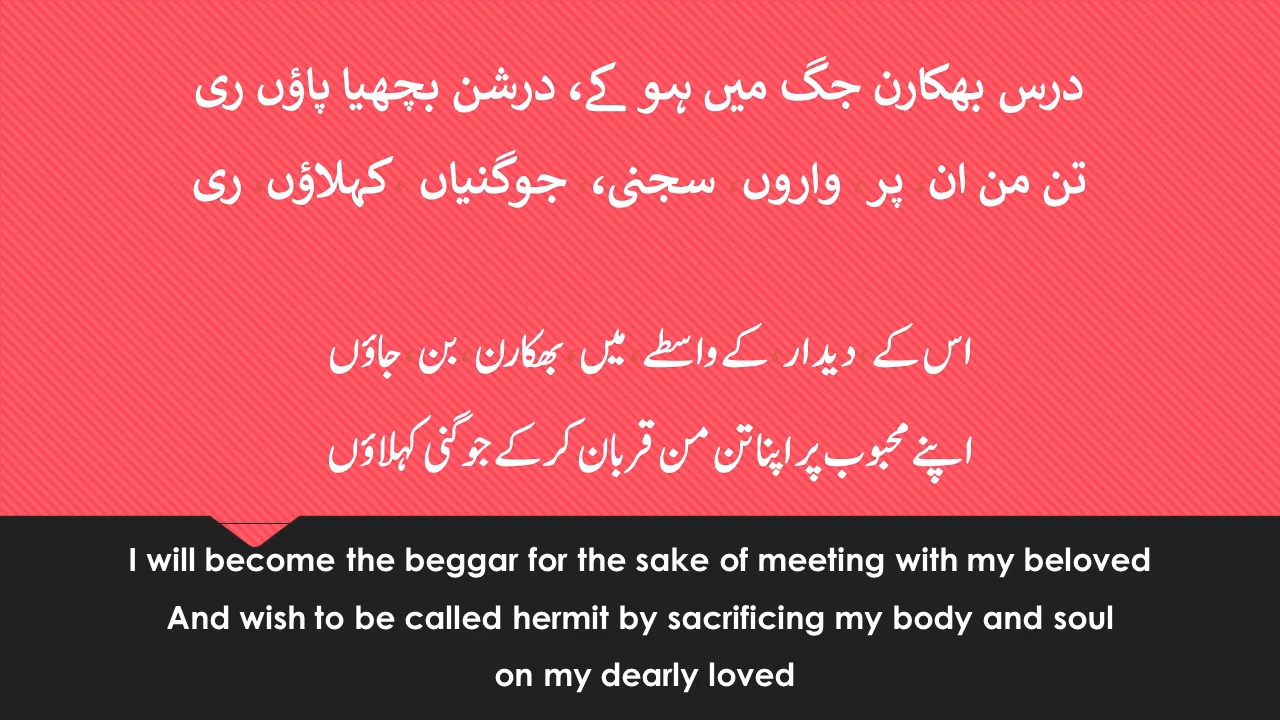 درس بھکارن جگ میں ہو کے، درشن بچھیا پاؤں ری
تن من ان پر واروں سجنی، جوگنیاں کہلاؤں ری
اس کے دیدار کے واسطے میں بھکارن بن جاؤں
اپنے محبوب پر اپنا تن من قربان کر کے جوگنی کہلاؤں
I will become the beggar for the sake of meeting with my beloved
And wish to be called hermit by sacrificing my body and soul
on my dearly loved